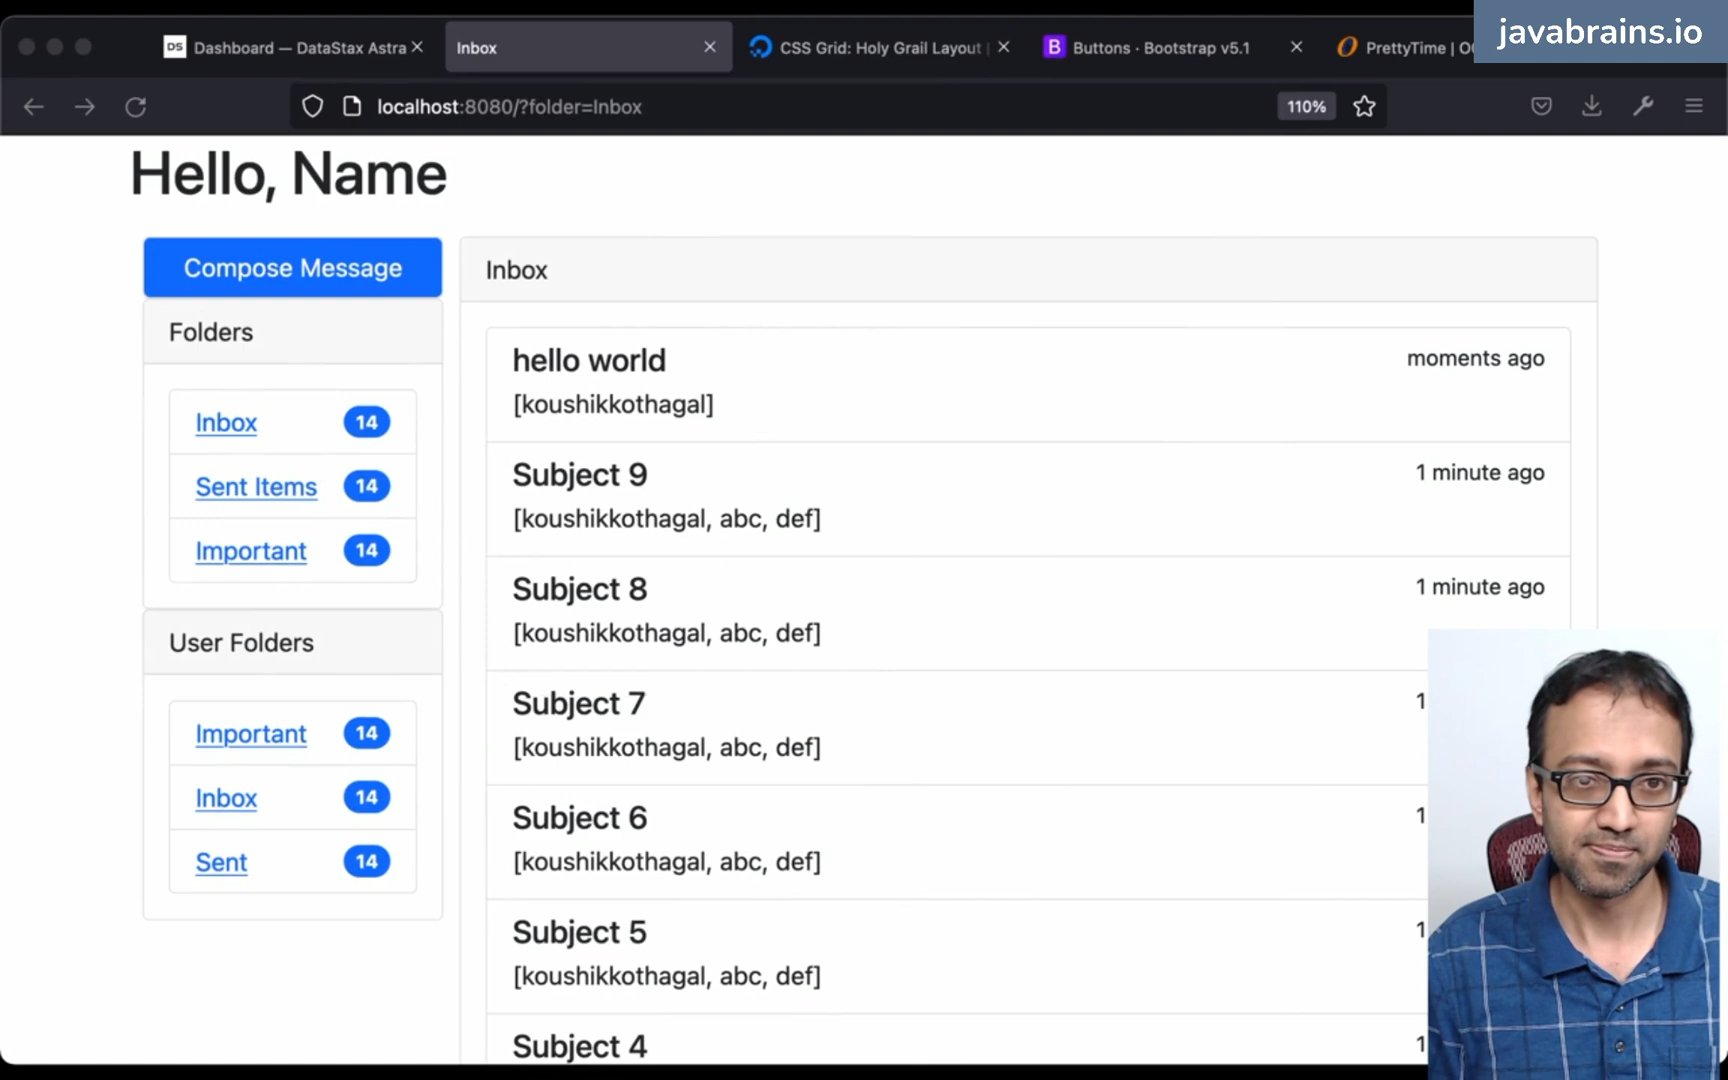 javabrains.io
DS Dashboard — DataStax Astra
Inbox
CSS Grid: Holy Grail Layout
B Buttons · Bootstrap v5.1
PrettyTime |
localhost:8080/?folder=Inbox
110%
Hello, Name
Compose Message
Folders
Inbox 14
Sent Items 14
Important 14
User Folders
Important 14
Inbox 14
Sent 14
Inbox
hello world
moments ago
[koushikkothagal]
Subject 9
1 minute ago
[koushikkothagal, abc, def]
Subject 8
1 minute ago
[koushikkothagal, abc, def]
Subject 7
1
[koushikkothagal, abc, def]
Subject 6
1
[koushikkothagal, abc, def]
Subject 5
1
[koushikkothagal, abc, def]
Subject 4
1